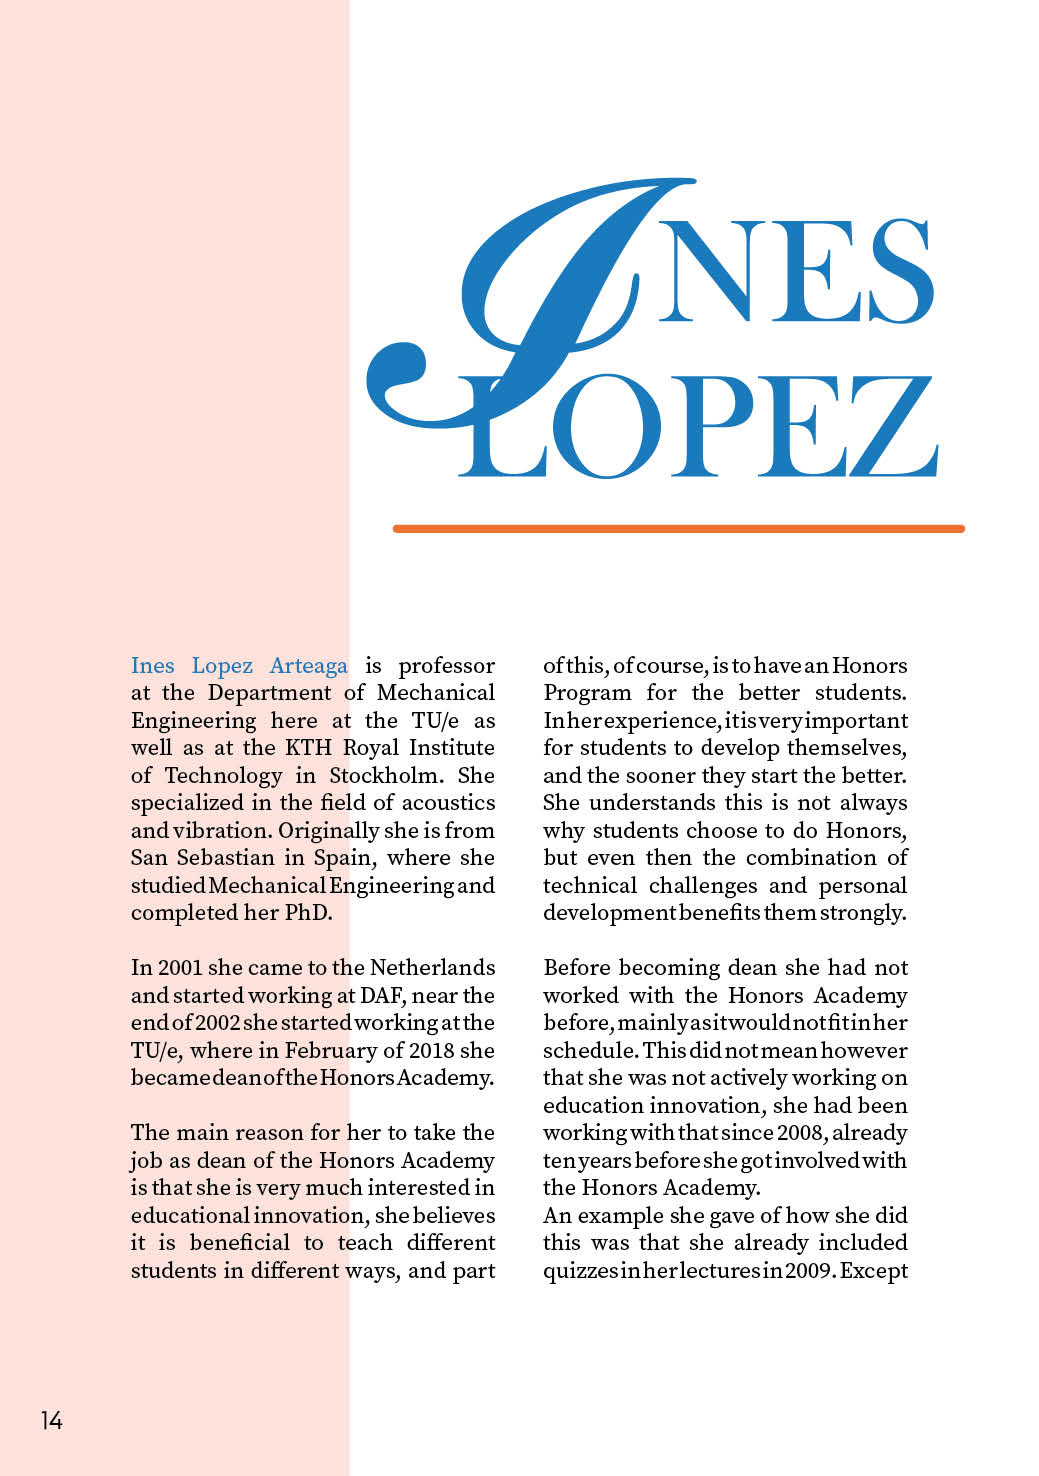 INES
LOPEZ
Ines Lopez Arteaga is professor
at the Department of Mechanical
Engineering here at the TU/e as
well as at the KTH Royal Institute
of Technology in Stockholm. She
specialized in the field of acoustics
and vibration. Originally she is from
San Sebastian in Spain, where she
studied Mechanical Engineering and
completed her PhD.
In 2001 she came to the Netherlands
and started working at DAF, near the
end of 2002 she started working at the
TU/e, where in February of 2018 she
became dean of the Honors Academy.
The main reason for her to take the
job as dean of the Honors Academy
is that she is very much interested in
educational innovation, she believes
it is beneficial to teach different
students in different ways, and part
of this, of course, is to have an Honors
Program for the better students.
In her experience, it is very important
for students to develop themselves,
and the sooner they start the better.
She understands this is not always
why students choose to do Honors,
but even then the combination of
technical challenges and personal
development benefits them strongly.
Before becoming dean she had not
worked with the Honors Academy
before, mainly as it would not fit in her
schedule. This did not mean however
that she was not actively working on
education innovation, she had been
working with that since 2008, already
ten years before she got involved with
the Honors Academy.
An example she gave of how she did
this was that she already included
quizzes in her lectures in 2009. Except
14